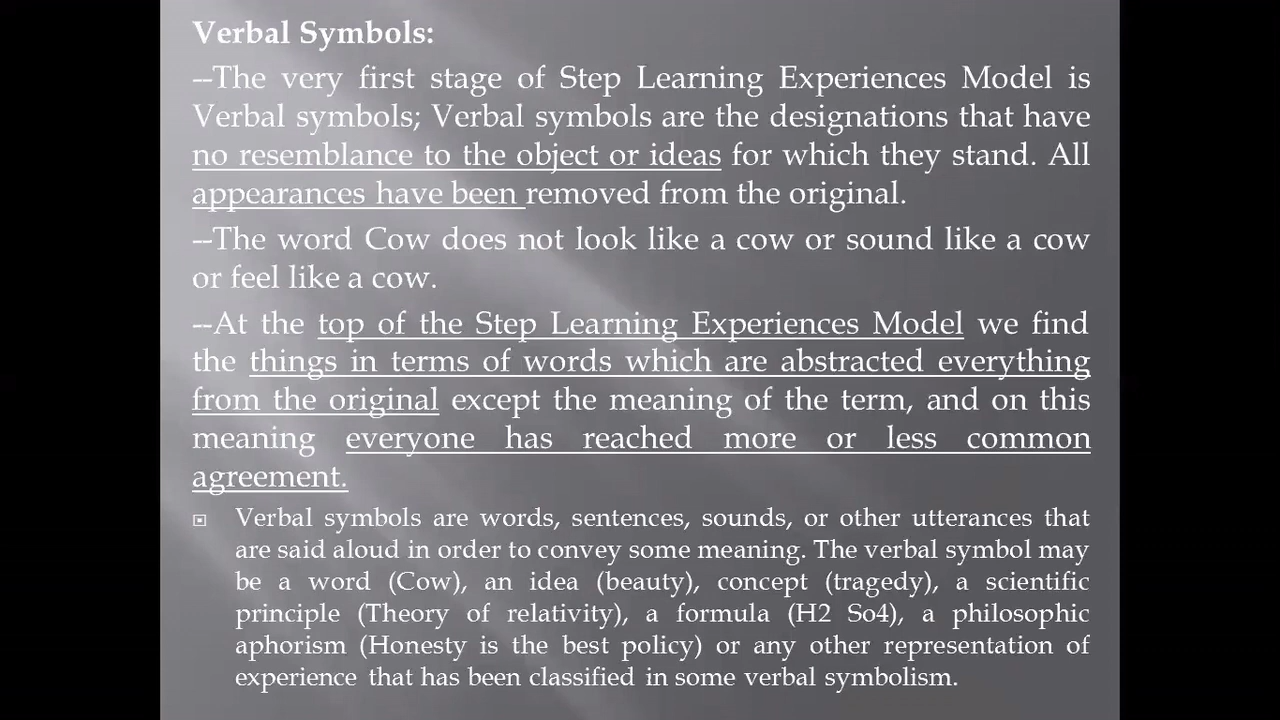 Verbal Symbols:
--The very first stage of Step Learning Experiences Model is
Verbal symbols; Verbal symbols are the designations that have
no resemblance to the object or ideas for which they stand. All
appearances have been removed from the original.
--The word Cow does not look like a cow or sound like a cow
or feel like a cow.
--At the top of the Step Learning Experiences Model we find
the things in terms of words which are abstracted everything
from the original except the meaning of the term, and on this
meaning everyone has reached more or less common
agreement.
Verbal symbols are words, sentences, sounds, or other utterances that
are said aloud in order to convey some meaning. The verbal symbol may
be a word (Cow), an idea (beauty), concept (tragedy), a scientific
principle (Theory of relativity), a formula (H2 So4), a philosophic
aphorism (Honesty is the best policy) or any other representation of
experience that has been classified in some verbal symbolism.